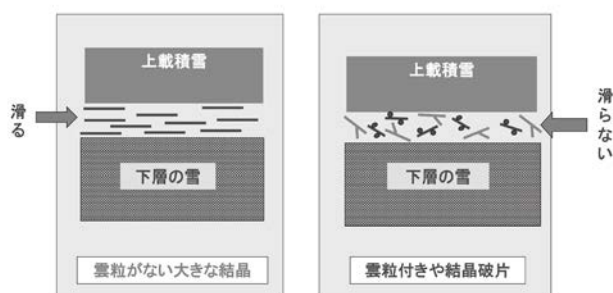 上載積雪
滑る
下層の雪
雲粒がない大きな結晶
上載積雪
滑らない
下層の雪
雲粒付きや結晶破片